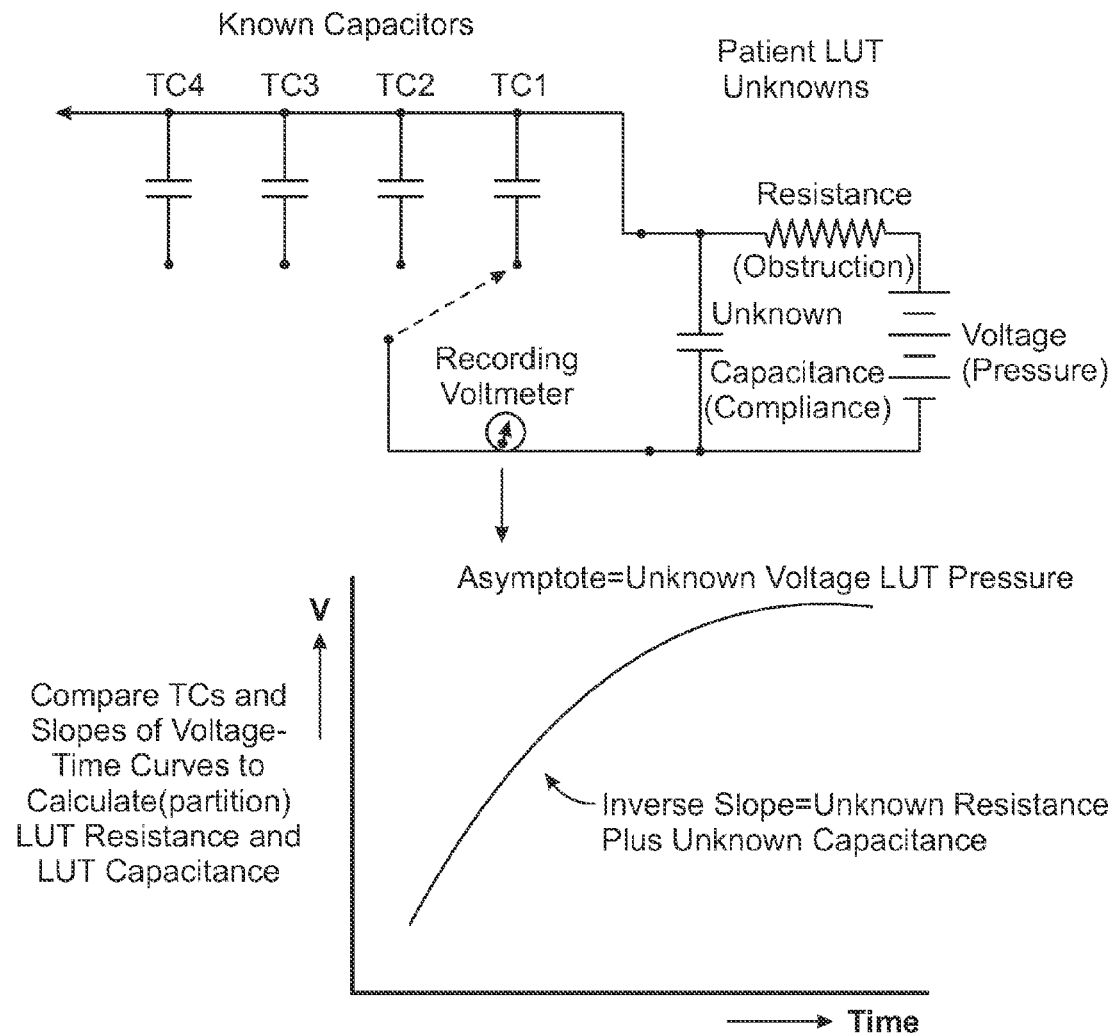 Known Capacitors
Patient LUT
Unknowns
TC4
TC3
TC2
TC1
Resistance
(Obstruction)
Unknown
Capacitance
(Compliance)
Voltage
(Pressure)
Recording
Voltmeter
Asymptote=Unknown Voltage LUT Pressure
V
Compare TCs and
Slopes of Voltage-
Time Curves to
Calculate(partition)
LUT Resistance and
LUT Capacitance
Inverse Slope=Unknown Resistance
Plus Unknown Capacitance
Time